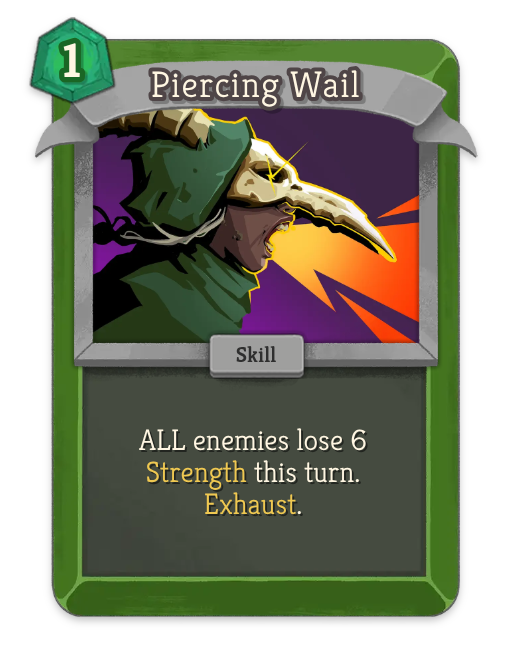 1
Piercing Wail
Skill
ALL enemies lose 6
Strength this turn.
Exhaust.